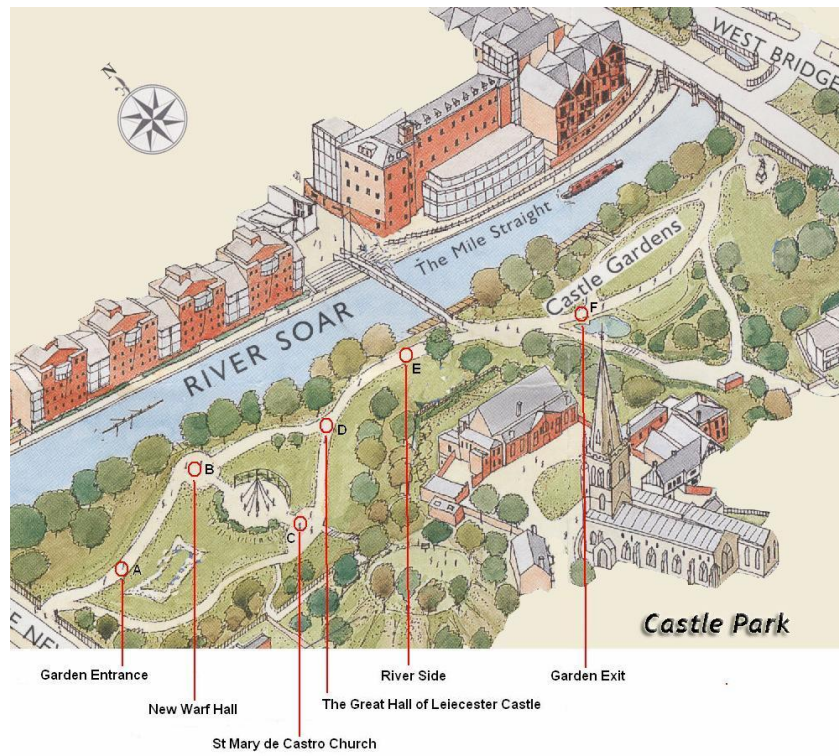 N
WEST BRIDGE
The Mile Straight
Castle Gardens
RIVER SOAR
F
E
D
B
C
A
Castle Park
E NEW
Garden Entrance
River Side
Garden Exit
New Warf Hall
The Great Hall of Leiecester Castle
St Mary de Castro Church